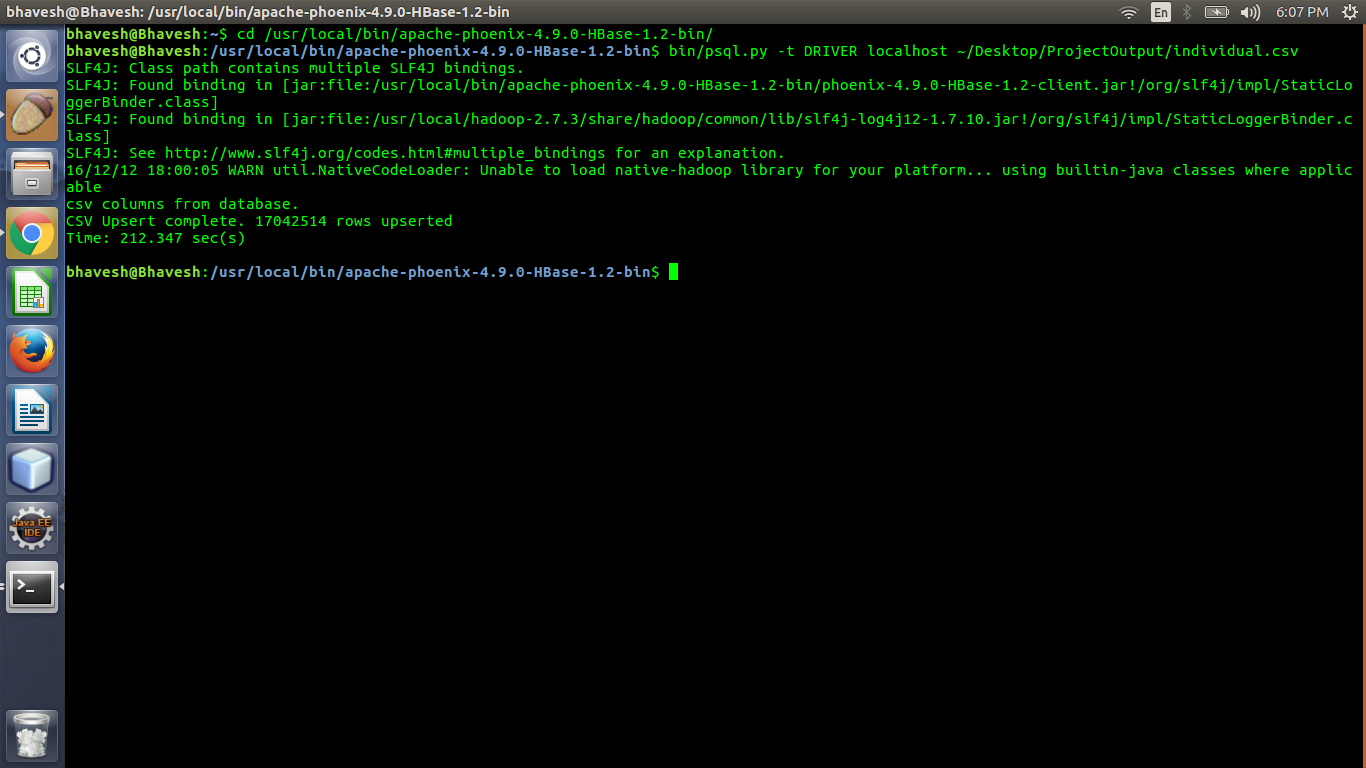 bhavesh@Bhavesh: /usr/local/bin/apache-phoenix-4.9.0-HBase-1.2-bin
En
6:07 PM
bhavesh@Bhavesh:~$ cd /usr/local/bin/apache-phoenix-4.9.0-HBase-1.2-bin/
bhavesh@Bhavesh:/usr/local/bin/apache-phoenix-4.9.0-HBase-1.2-bin$ bin/psql.py -t DRIVER localhost ~/Desktop/ProjectOutput/individual.csv
SLF4J: Class path contains multiple SLF4J bindings.
SLF4J: Found binding in [jar:file:/usr/local/bin/apache-phoenix-4.9.0-HBase-1.2-bin/phoenix-4.9.0-HBase-1.2-client.jar!/org/slf4j/impl/StaticLo
ggerBinder.class]
SLF4J: Found binding in [jar:file:/usr/local/hadoop-2.7.3/share/hadoop/common/lib/slf4j-log4j12-1.7.10.jar!/org/slf4j/impl/StaticLoggerBinder.c
lass]
SLF4J: See http://www.slf4j.org/codes.html#multiple_bindings for an explanation.
16/12/12 18:00:05 WARN util.NativeCodeLoader: Unable to load native-hadoop library for your platform... using builtin-java classes where applic
able
csv columns from database.
CSV Upsert complete. 17042514 rows upserted
Time: 212.347 sec(s)
bhavesh@Bhavesh:/usr/local/bin/apache-phoenix-4.9.0-HBase-1.2-bin$
Java EE
IDE
>_